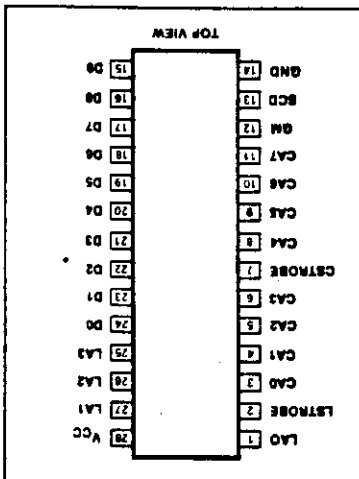 LA0 1 28 VCC
LSTROBE 2 27 LA1
CA0 3 26 LA2
CA1 4 25 LA3
CA2 5 24 D0
CA3 6 23 D1
CSTROBE 7 22 D2
CA4 8 21 D3
CA5 9 20 D4
CA6 10 19 D5
CA7 11 18 D6
GM 12 17 D7
SCD 13 16 D8
GND 14 15 D9
TOP VIEW